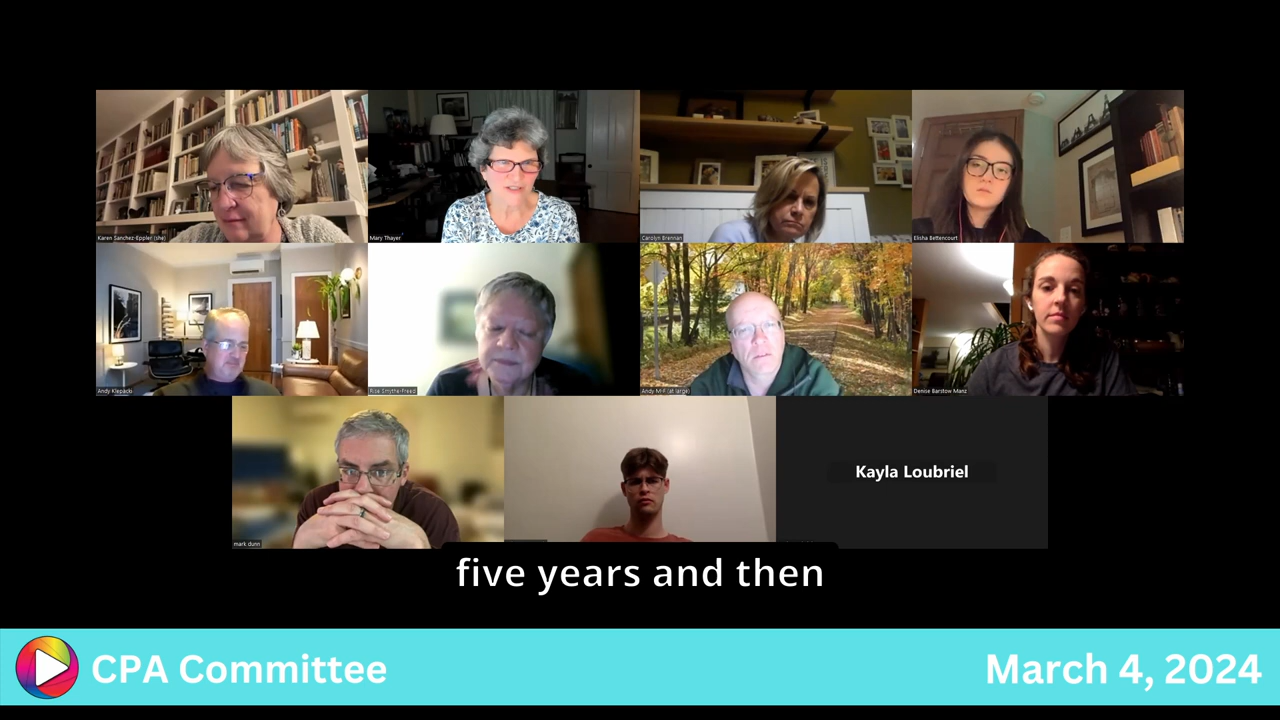 Karen Sanchez-Eppler (she)
Mary Thayer
Carolyn Brennan
Elisha Bettencourt
Andy Klepacki
Rise Smythe-Freed
Andy M-F (at large)
Denise Barstow Manz
mark dunn
Kayla Loubriel
five years and then
CPA Committee
March 4, 2024